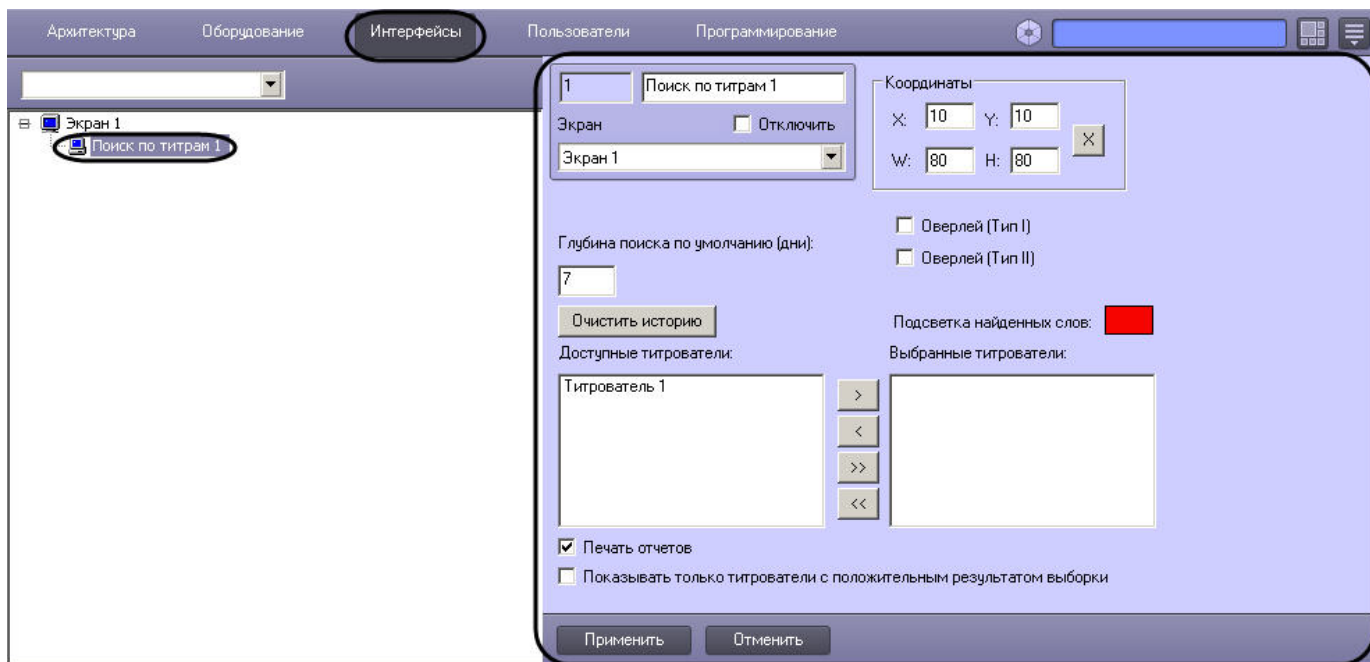 Архитектура Оборудование Интерфейсы Пользователи Программирование
Экран 1
Поиск по титрам 1
1 Поиск по титрам 1
Экран Отключить
Экран 1
Координаты
X: 10 Y: 10
W: 80 H: 80
X
Оверлей (Тип I)
Оверлей (Тип II)
Глубина поиска по умолчанию (дни):
7
Очистить историю
Подсветка найденных слов:
Доступные титрователи:
Выбранные титрователи:
Титрователь 1
>
<
>>
<<
Печать отчетов
Показывать только титрователи с положительным результатом выборки
Применить Отменить